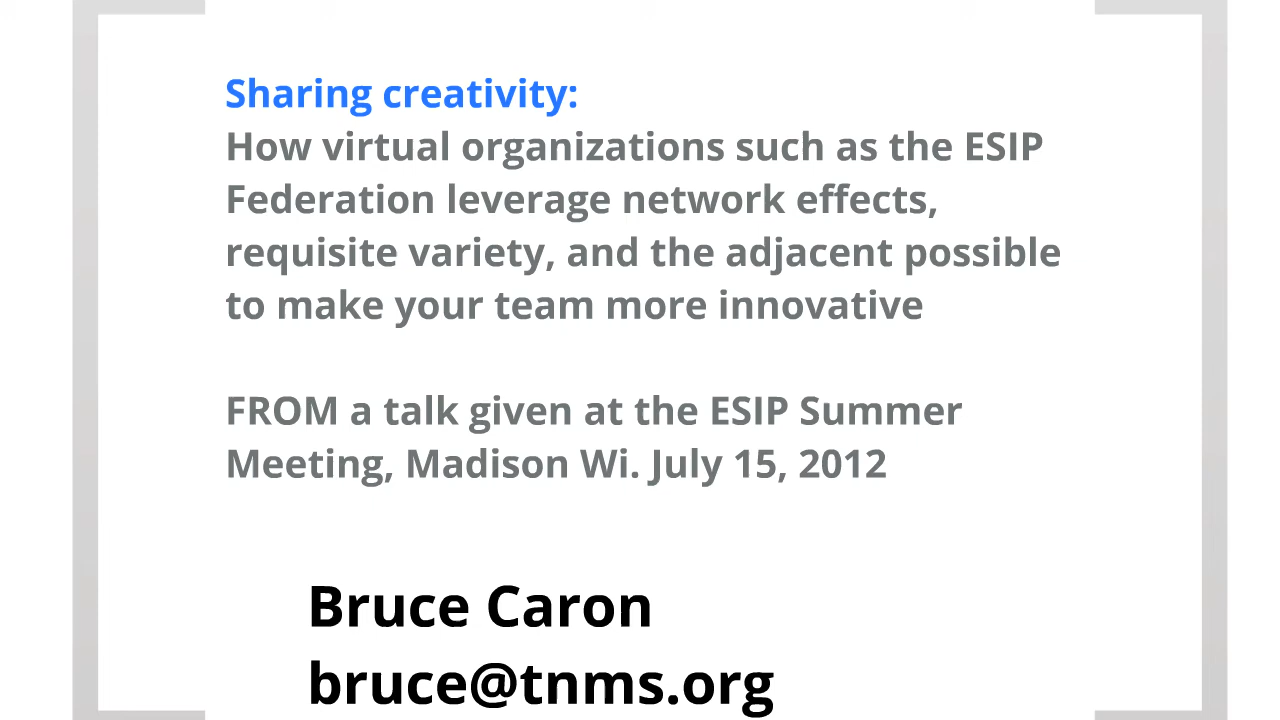 Sharing creativity:
How virtual organizations such as the ESIP
Federation leverage network effects,
requisite variety, and the adjacent possible
to make your team more innovative
FROM a talk given at the ESIP Summer
Meeting, Madison Wi. July 15, 2012
Bruce Caron
bruce@tnms.org